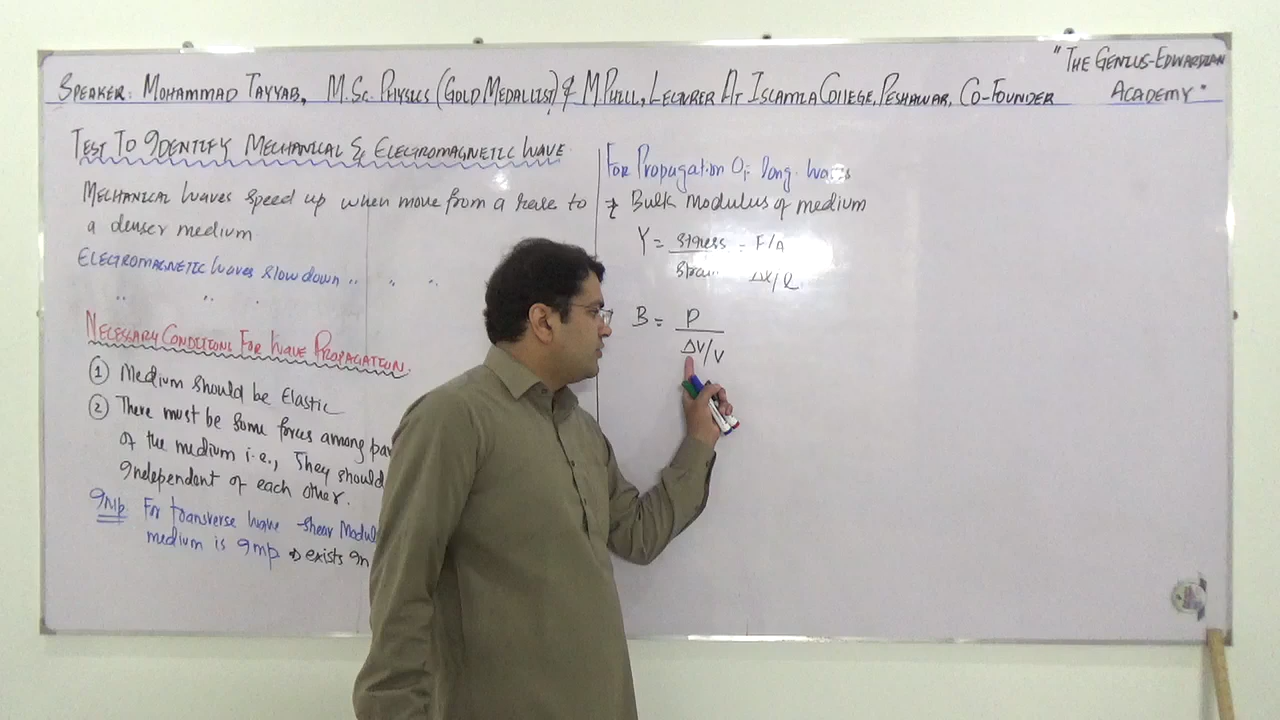 SPEAKER: MOHAMMAD TAYYAB, M.Sc. PHYSICS (GOLD MEDALLIST) & M.PHILL, LECTURER AT ISLAMIA COLLEGE, PESHAWAR, CO-FOUNDER
"THE GENIUS-EDWARDIAN
ACADEMY"
TEST TO IDENTIFY MECHANICAL & ELECTROMAGNETIC WAVE
MECHANICAL waves speed up when move from a rare to
a denser medium
ELECTROMAGNETIC waves slow down " " "
" " "
NECESSARY CONDITIONS FOR WAVE PROPAGATION.
① Medium should be Elastic
② There must be some forces among par
of the medium i.e., They should
Independent of each other.
Imp. For transverse wave shear Modul
medium is Imp → exists in
For Propagation Of Long. waves
Bulk modulus of medium
Y = stress = F/A
Δl/l
B = P
ΔV/V